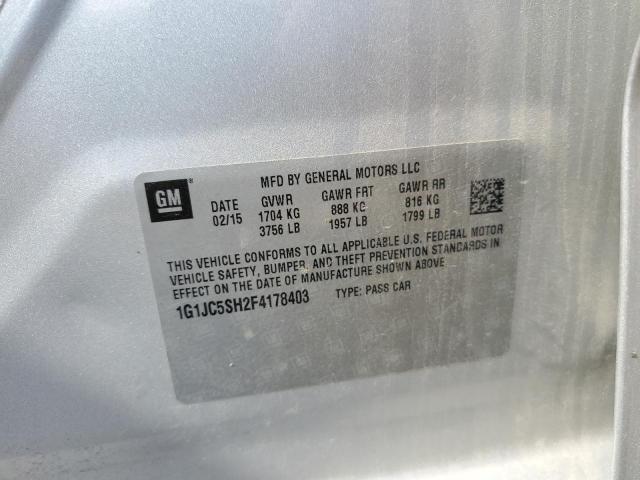 GM ®
MFD BY GENERAL MOTORS LLC
DATE GVWR GAWR FRT GAWR RR
02/15 1704 KG 888 KG 816 KG
3756 LB 1957 LB 1799 LB
THIS VEHICLE CONFORMS TO ALL APPLICABLE U.S. FEDERAL MOTOR
VEHICLE SAFETY, BUMPER, AND THEFT PREVENTION STANDARDS IN
EFFECT ON THE DATE OF MANUFACTURE SHOWN ABOVE
1G1JC5SH2F4178403 TYPE: PASS CAR